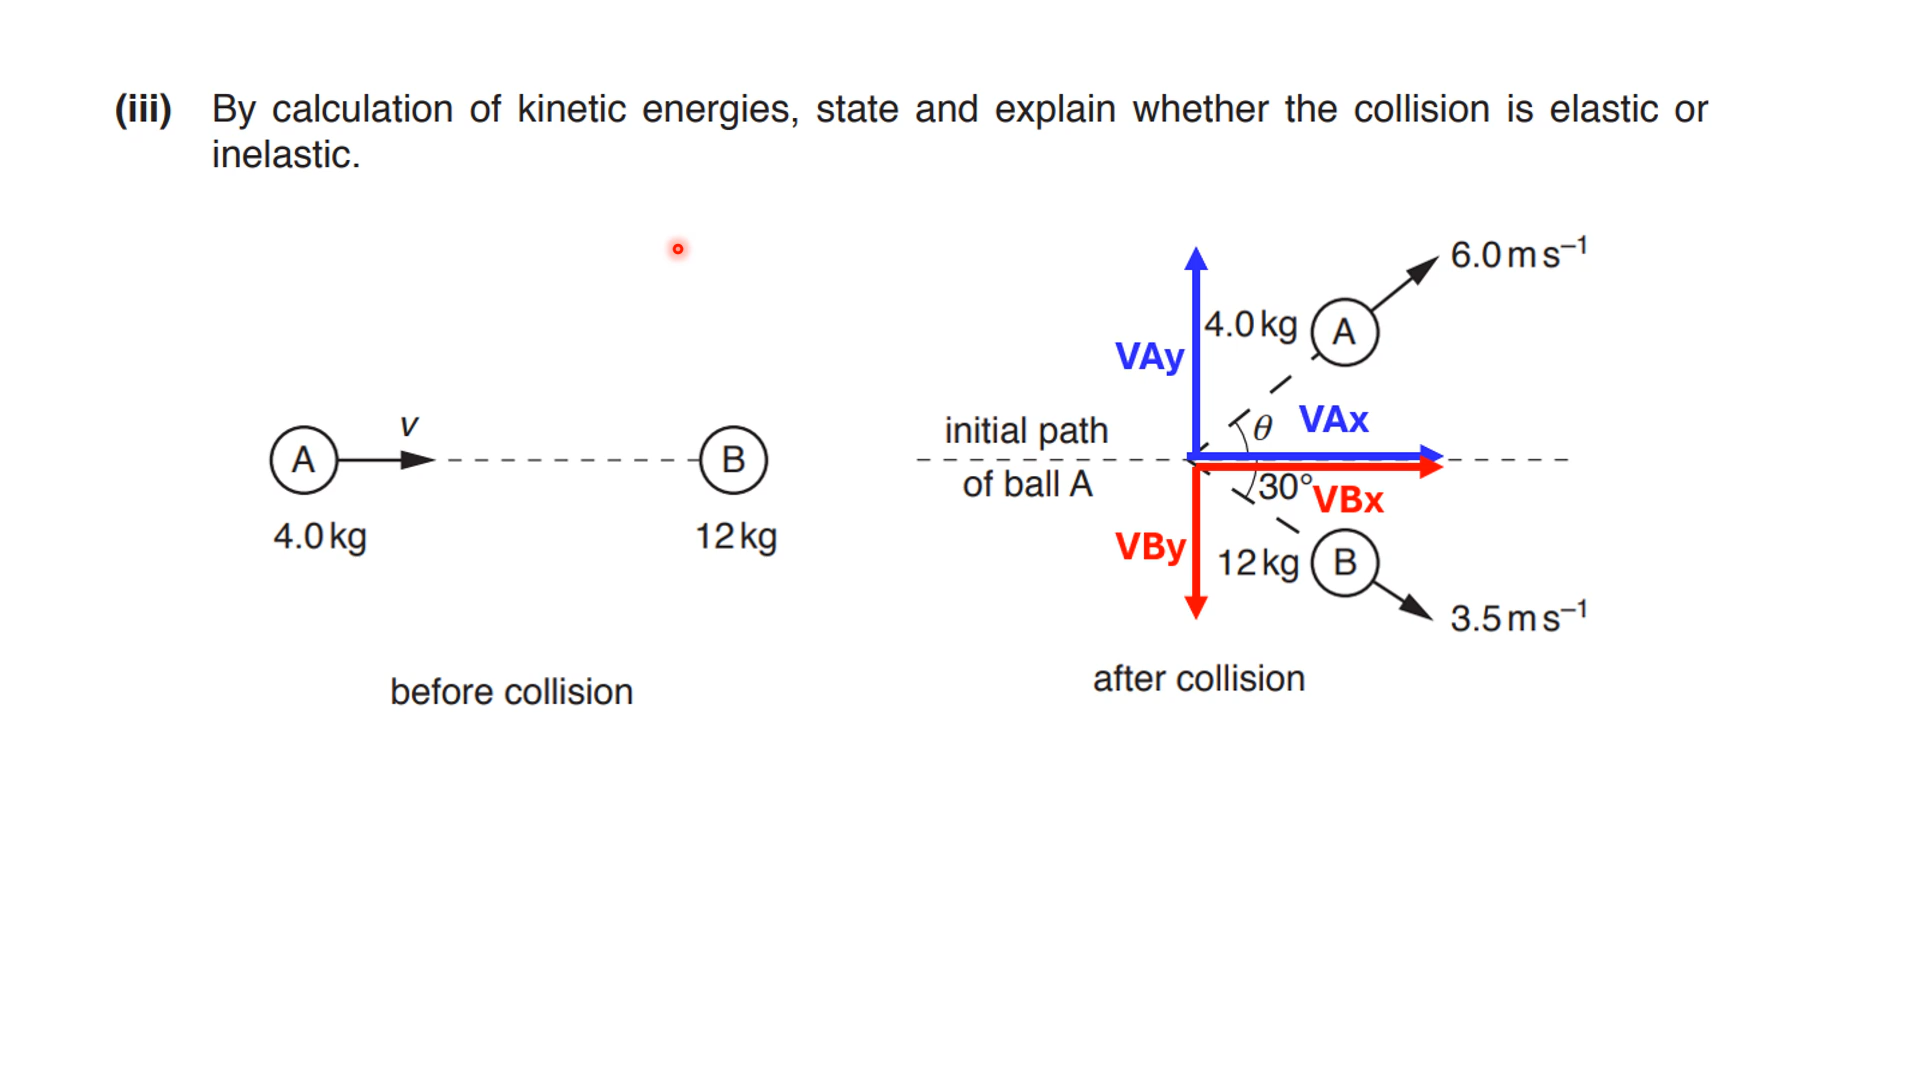 (iii) By calculation of kinetic energies, state and explain whether the collision is elastic or
inelastic.
A
v
B
4.0 kg
12 kg
before collision
6.0 m s⁻¹
4.0 kg
A
VAy
θ
VAx
initial path
of ball A
30°
VBx
VBy
12 kg
B
3.5 m s⁻¹
after collision